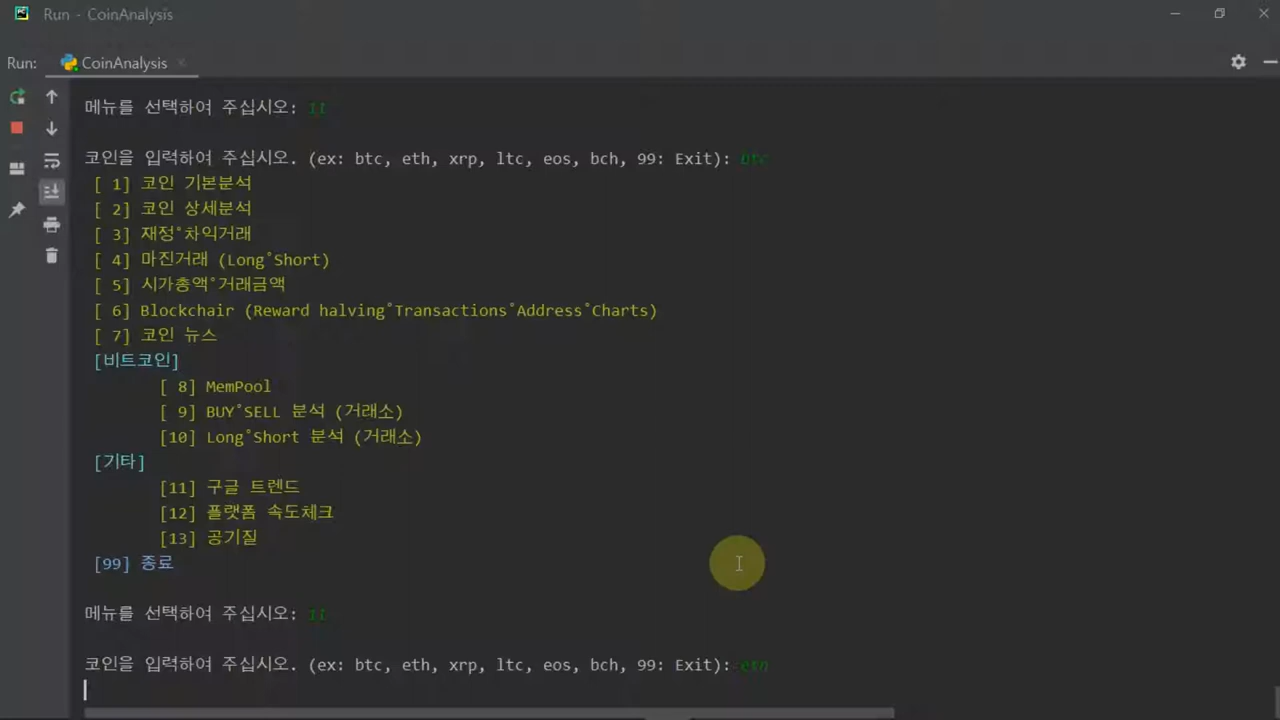 Run - CoinAnalysis
Run: CoinAnalysis
메뉴를 선택하여 주십시오: 11
코인을 입력하여 주십시오. (ex: btc, eth, xrp, ltc, eos, bch, 99: Exit): btc
[ 1] 코인 기본분석
[ 2] 코인 상세분석
[ 3] 재정˚차익거래
[ 4] 마진거래 (Long˚Short)
[ 5] 시가총액˚거래금액
[ 6] Blockchair (Reward halving˚Transactions˚Address˚Charts)
[ 7] 코인 뉴스
[비트코인]
[ 8] MemPool
[ 9] BUY˚SELL 분석 (거래소)
[10] Long˚Short 분석 (거래소)
[기타]
[11] 구글 트렌드
[12] 플랫폼 속도체크
[13] 공기질
[99] 종료
메뉴를 선택하여 주십시오: 11
코인을 입력하여 주십시오. (ex: btc, eth, xrp, ltc, eos, bch, 99: Exit): eth